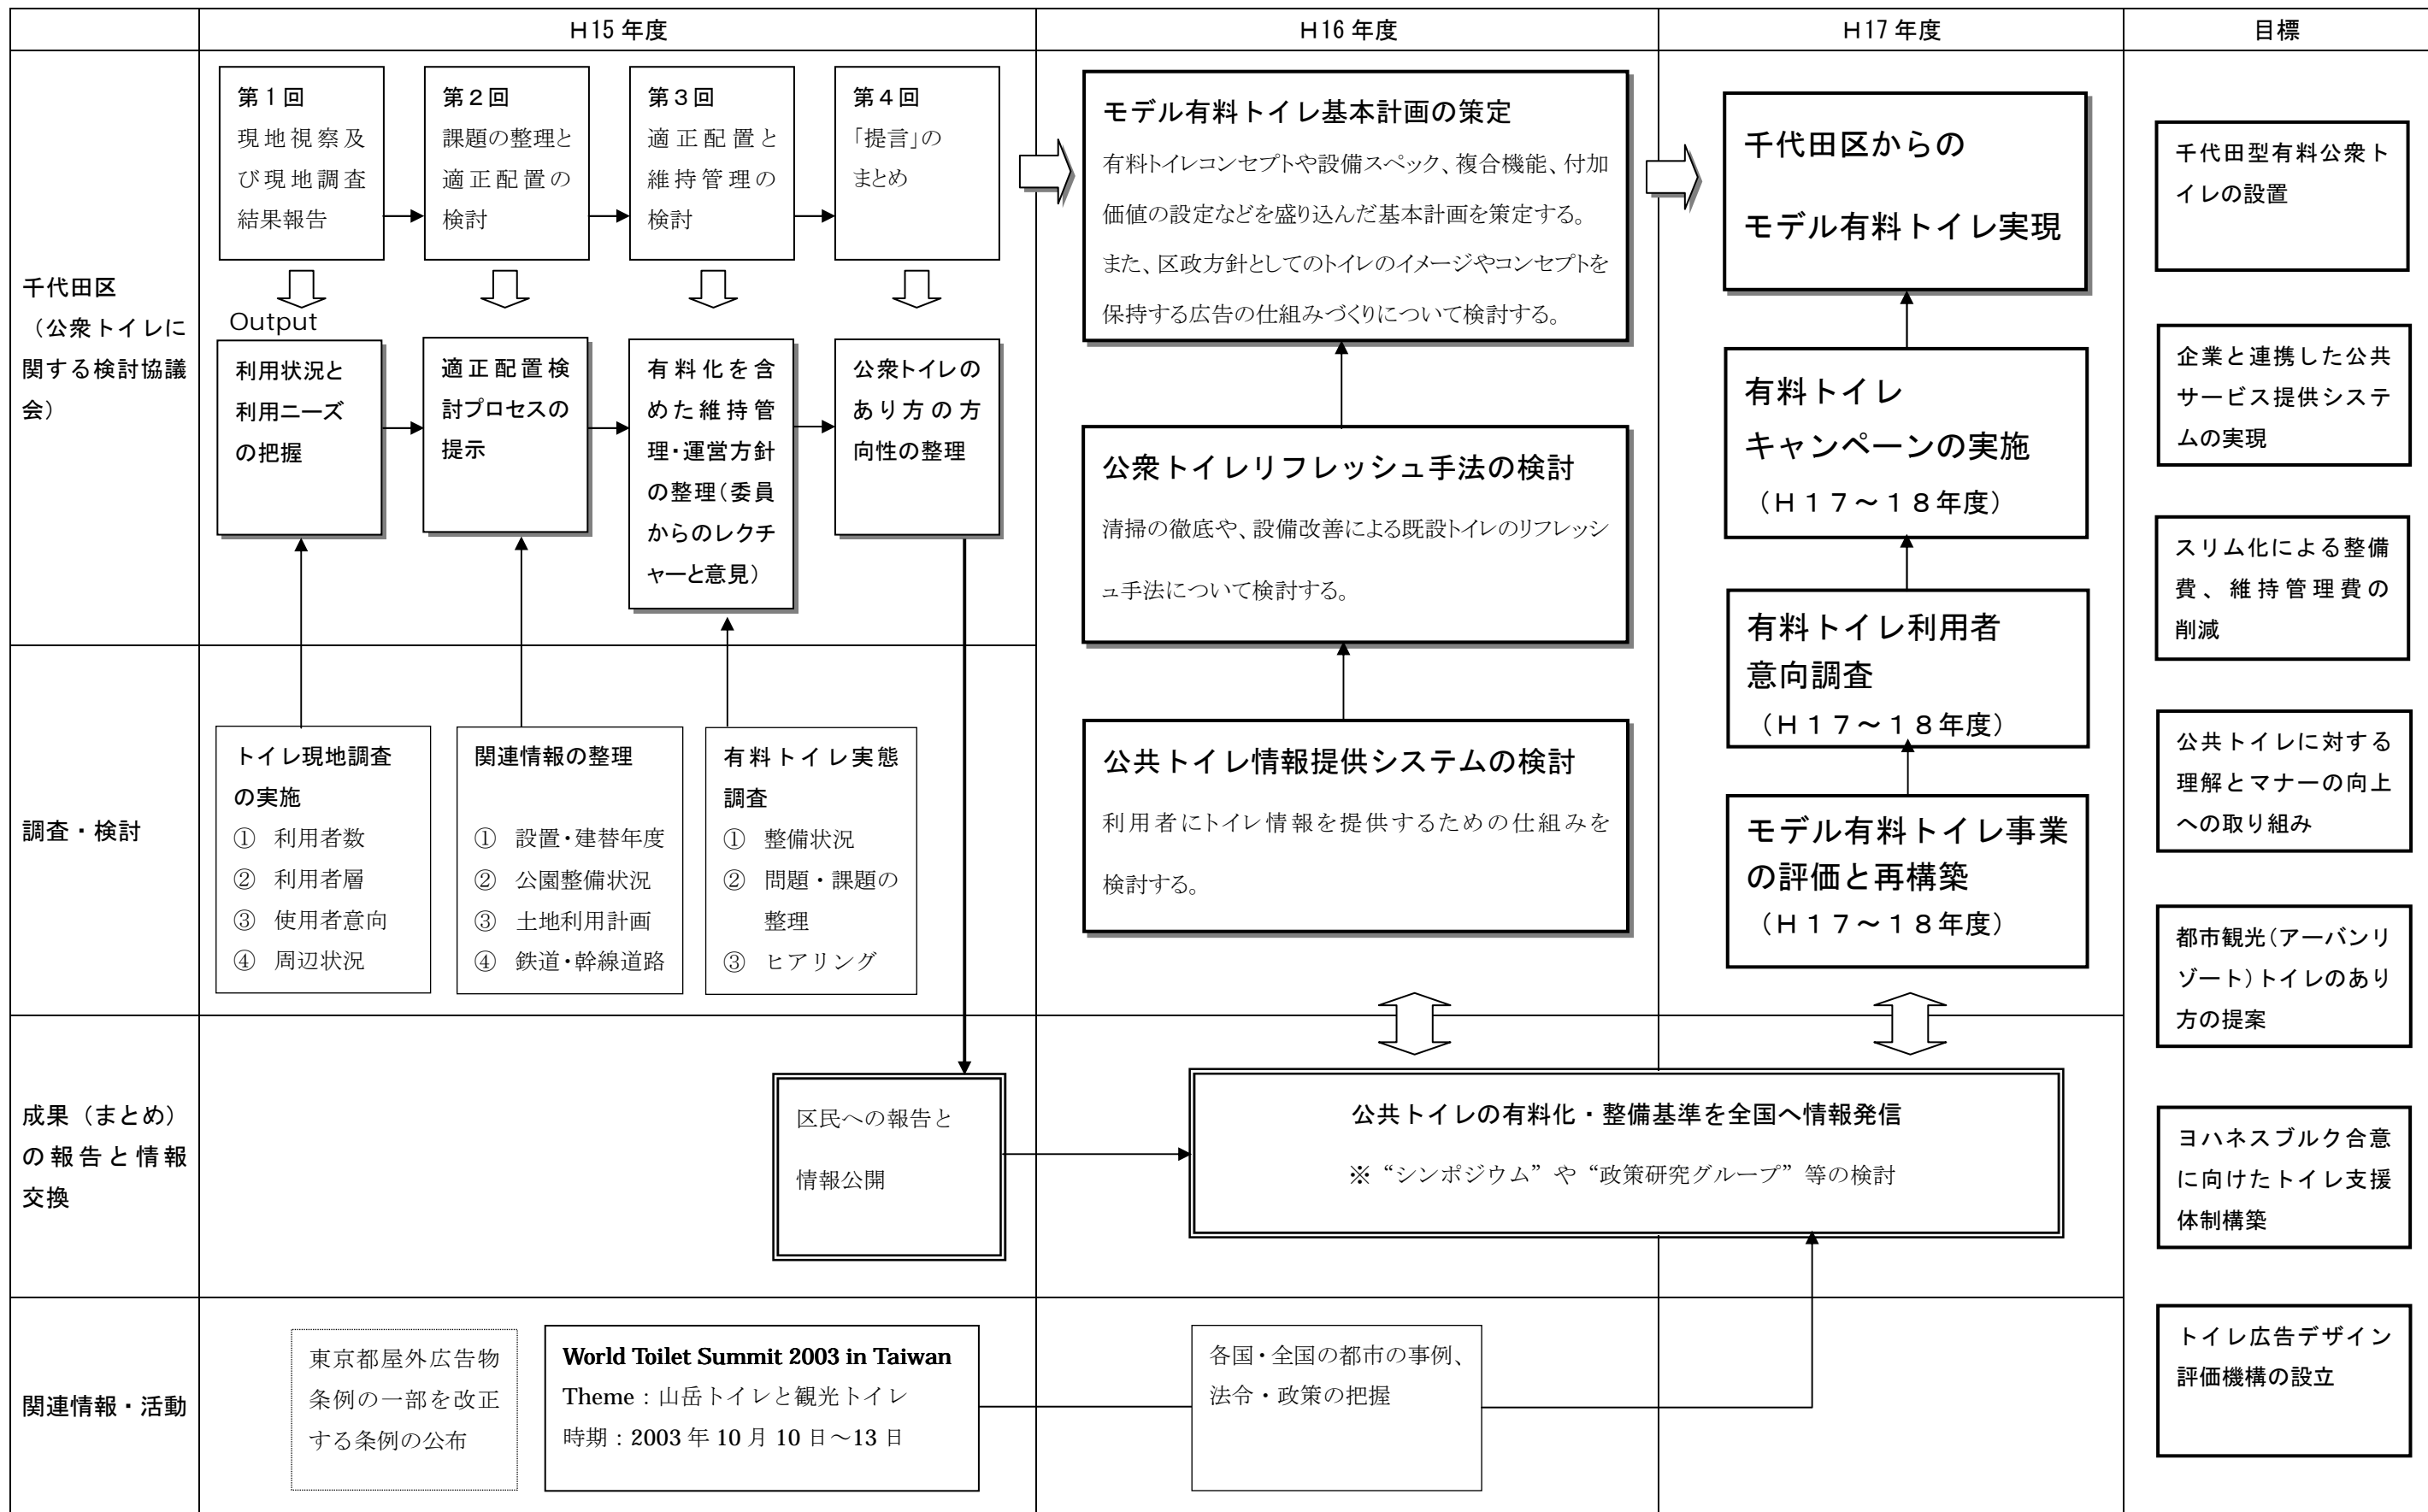 H15 年度
H16 年度
H17 年度
目標
千代田区
（公衆トイレに
関する検討協議
会）
第１回
現地視察及
び現地調査
結果報告
第２回
課題の整理と
適正配置の
検討
第３回
適正配置と
維持管理の
検討
第４回
「提言」の
まとめ
Output
利用状況と
利用ニーズ
の把握
適正配置検
討プロセスの
提示
有料化を含
めた維持管
理・運営方針
の整理（委員
からのレクチ
ャーと意見）
公衆トイレの
あり方の方
向性の整理
モデル有料トイレ基本計画の策定
有料トイレコンセプトや設備スペック、複合機能、付加
価値の設定などを盛り込んだ基本計画を策定する。
また、区政方針としてのトイレのイメージやコンセプトを
保持する広告の仕組みづくりについて検討する。
公衆トイレリフレッシュ手法の検討
清掃の徹底や、設備改善による既設トイレのリフレッシ
ュ手法について検討する。
公共トイレ情報提供システムの検討
利用者にトイレ情報を提供するための仕組みを
検討する。
千代田区からの
モデル有料トイレ実現
有料トイレ
キャンペーンの実施
（Ｈ１７～１８年度）
有料トイレ利用者
意向調査
（Ｈ１７～１８年度）
モデル有料トイレ事業
の評価と再構築
（Ｈ１７～１８年度）
調査・検討
トイレ現地調査
の実施
① 利用者数
② 利用者層
③ 使用者意向
④ 周辺状況
関連情報の整理
① 設置・建替年度
② 公園整備状況
③ 土地利用計画
④ 鉄道・幹線道路
有料トイレ実態
調査
① 整備状況
② 問題・課題の
整理
③ ヒアリング
成果（まとめ）
の報告と情報
交換
区民への報告と
情報公開
公共トイレの有料化・整備基準を全国へ情報発信
※ “シンポジウム” や “政策研究グループ” 等の検討
関連情報・活動
東京都屋外広告物
条例の一部を改正
する条例の公布
World Toilet Summit 2003 in Taiwan
Theme：山岳トイレと観光トイレ
時期：2003 年 10 月 10 日～13 日
各国・全国の都市の事例、
法令・政策の把握
千代田型有料公衆ト
イレの設置
企業と連携した公共
サービス提供システ
ムの実現
スリム化による整備
費、維持管理費の
削減
公共トイレに対する
理解とマナーの向上
への取り組み
都市観光（アーバンリ
ゾート）トイレのあり
方の提案
ヨハネスブルク合意
に向けたトイレ支援
体制構築
トイレ広告デザイン
評価機構の設立